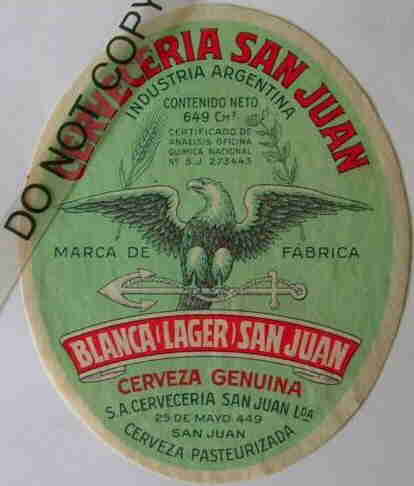 DO NOT COPY
CERVECERIA SAN JUAN
INDUSTRIA ARGENTINA
CONTENIDO NETO
649 CM³
CERTIFICADO DE
ANALISIS OFICINA
QUIMICA NACIONAL
Nº S.J. 273443
MARCA DE FABRICA
BLANCA (LAGER) SAN JUAN
CERVEZA GENUINA
S.A. CERVECERIA SAN JUAN LDA
25 DE MAYO 449
SAN JUAN
CERVEZA PASTEURIZADA